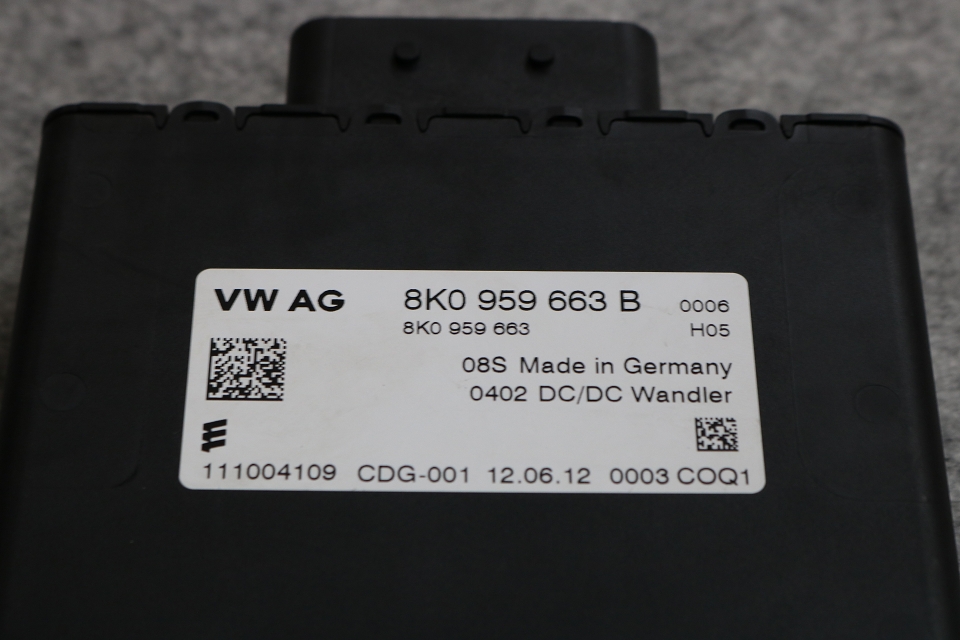 VW AG 8K0 959 663 B 0006
8K0 959 663 H05
08S Made in Germany
0402 DC/DC Wandler
111004109 CDG-001 12.06.12 0003 COQ1